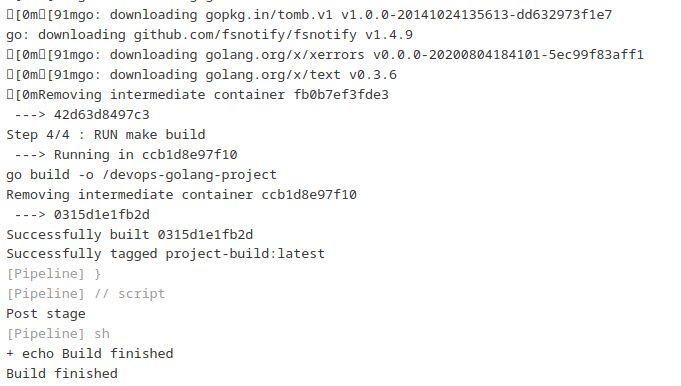 [0m[91mgo: downloading gopkg.in/tomb.v1 v1.0.0-20141024135613-dd632973f1e7
go: downloading github.com/fsnotify/fsnotify v1.4.9
[0m[91mgo: downloading golang.org/x/xerrors v0.0.0-20200804184101-5ec99f83aff1
[0m[91mgo: downloading golang.org/x/text v0.3.6
[0mRemoving intermediate container fb0b7ef3fde3
 ---> 42d63d8497c3
Step 4/4 : RUN make build
 ---> Running in ccb1d8e97f10
go build -o /devops-golang-project
Removing intermediate container ccb1d8e97f10
 ---> 0315d1e1fb2d
Successfully built 0315d1e1fb2d
Successfully tagged project-build:latest
[Pipeline] }
[Pipeline] // script
Post stage
[Pipeline] sh
+ echo Build finished
Build finished